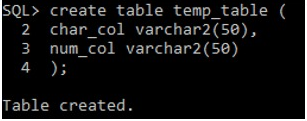 SQL> create table temp_table (
  2  char_col varchar2(50),
  3  num_col varchar2(50)
  4  );
Table created.